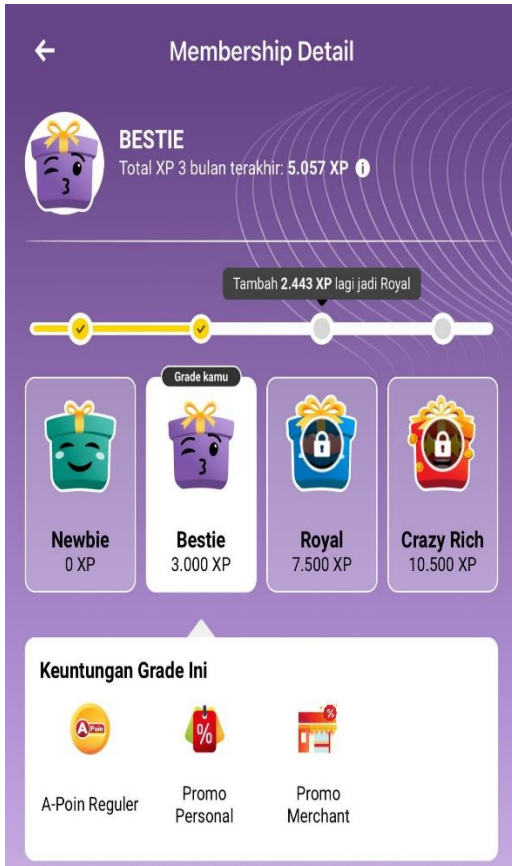 Membership Detail
BESTIE
Total XP 3 bulan terakhir: 5.057 XP
Tambah 2.443 XP lagi jadi Royal
Grade kamu
Newbie
0 XP
Bestie
3.000 XP
Royal
7.500 XP
Crazy Rich
10.500 XP
Keuntungan Grade Ini
A Poin
%
%
A-Poin Reguler
Promo
Personal
Promo
Merchant